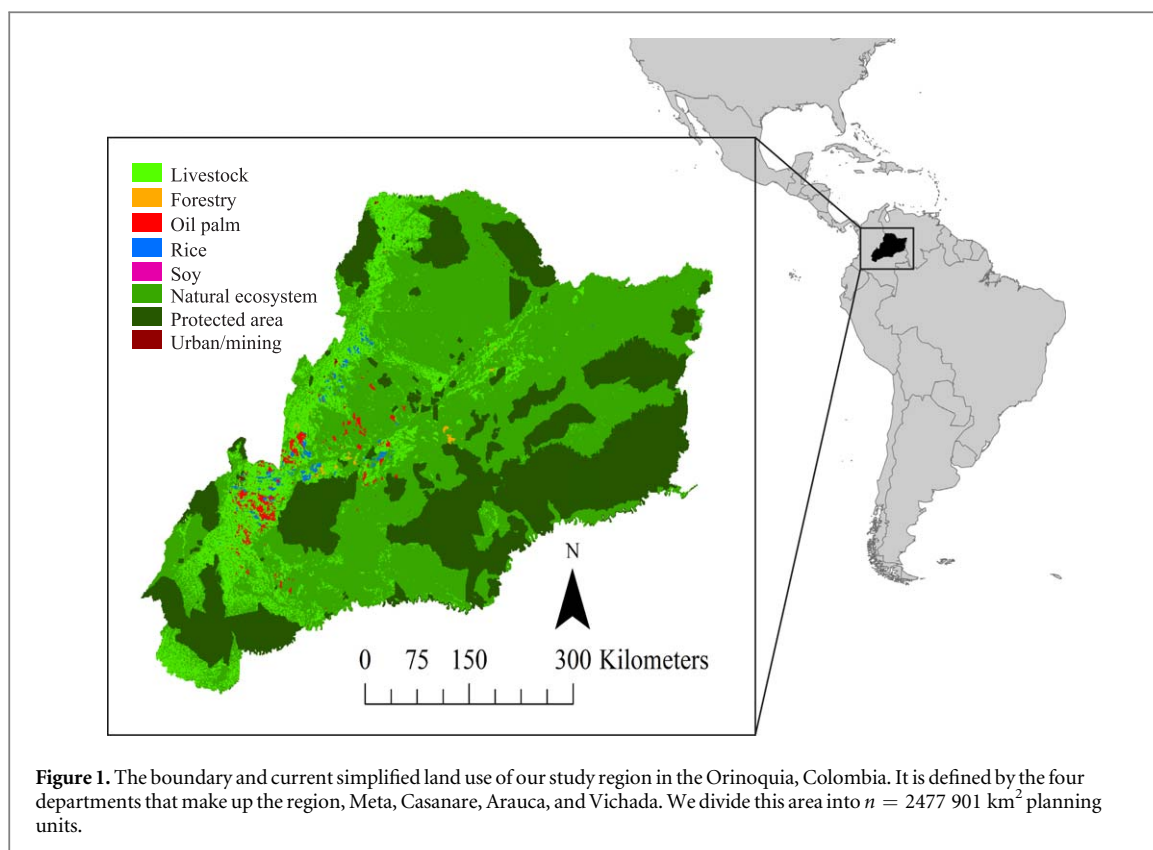 Livestock
Forestry
Oil palm
Rice
Soy
Natural ecosystem
Protected area
Urban/mining
N
0 75 150 300 Kilometers
Figure 1. The boundary and current simplified land use of our study region in the Orinoquia, Colombia. It is defined by the four
departments that make up the region, Meta, Casanare, Arauca, and Vichada. We divide this area into n = 2477 901 km² planning
units.